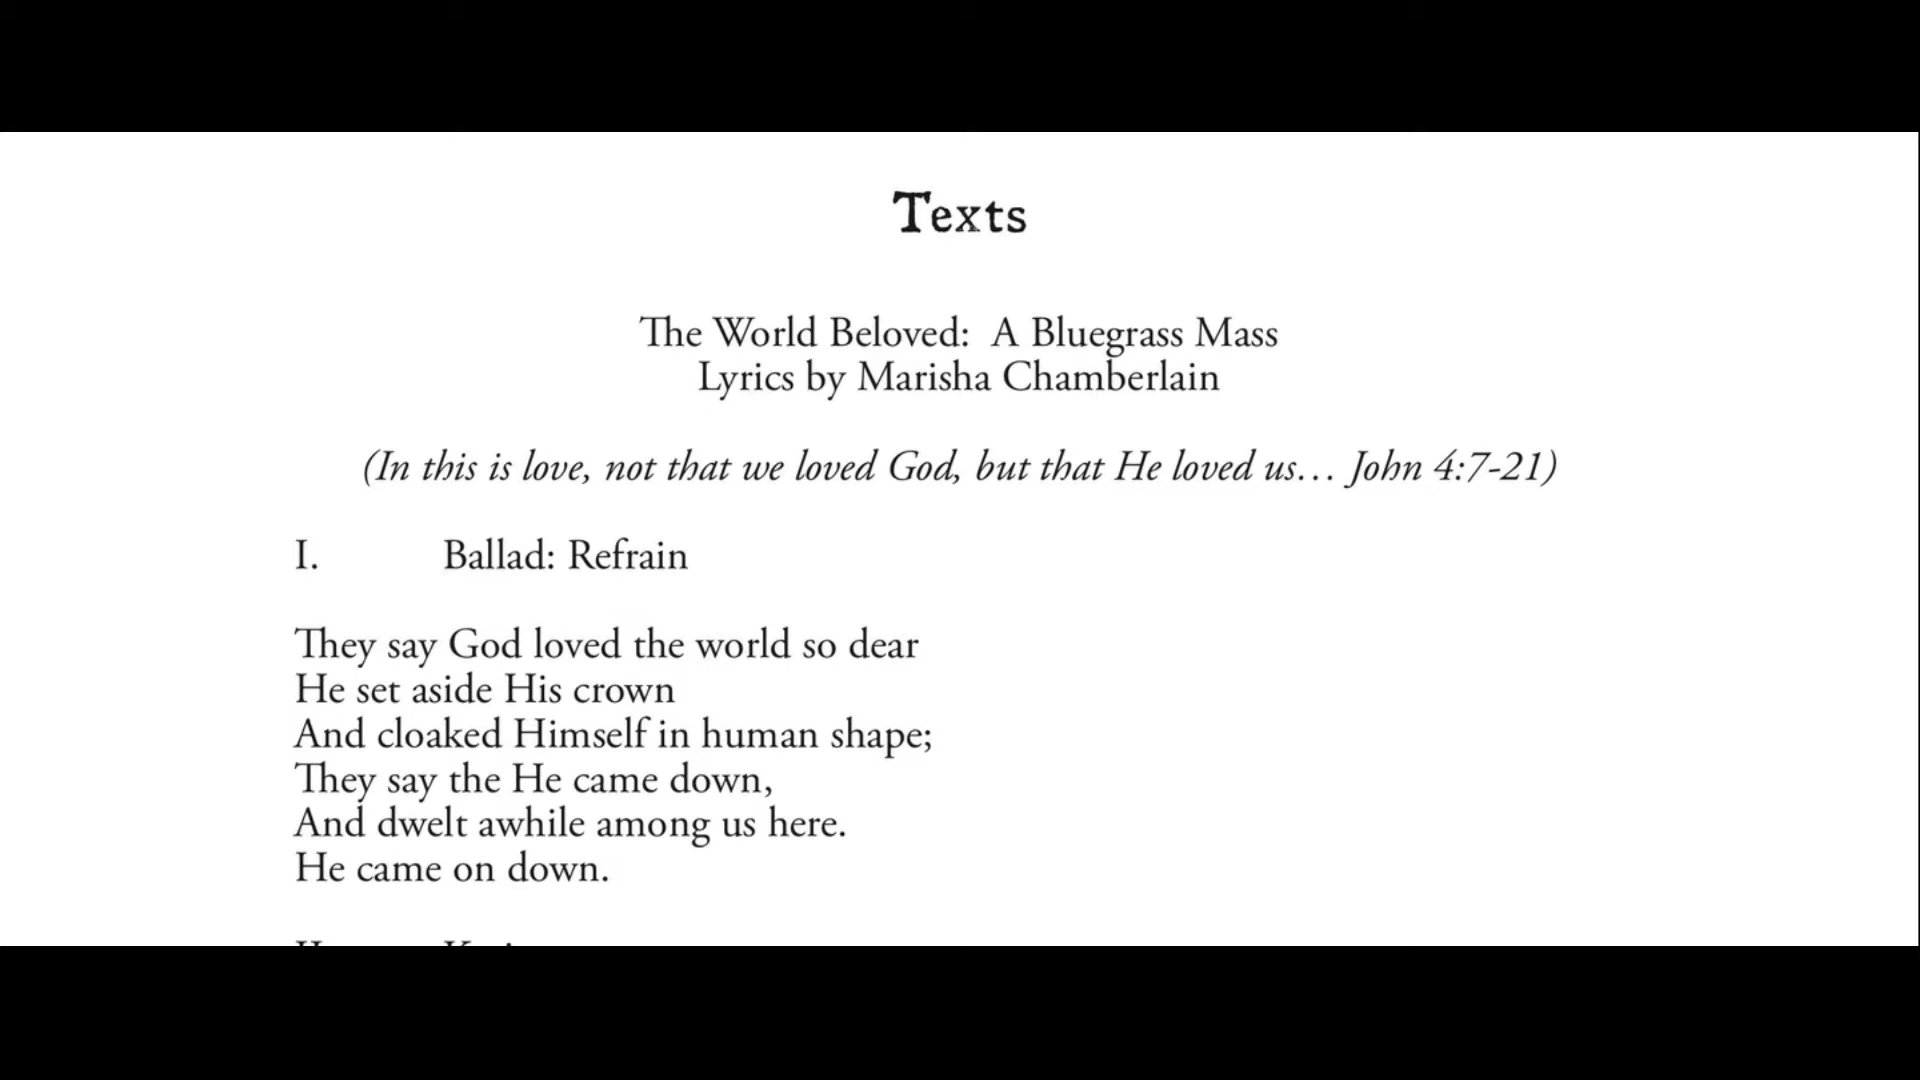 Texts
The World Beloved:  A Bluegrass Mass
Lyrics by Marisha Chamberlain
(In this is love, not that we loved God, but that He loved us… John 4:7-21)
I. Ballad: Refrain
They say God loved the world so dear
He set aside His crown
And cloaked Himself in human shape;
They say the He came down,
And dwelt awhile among us here.
He came on down.